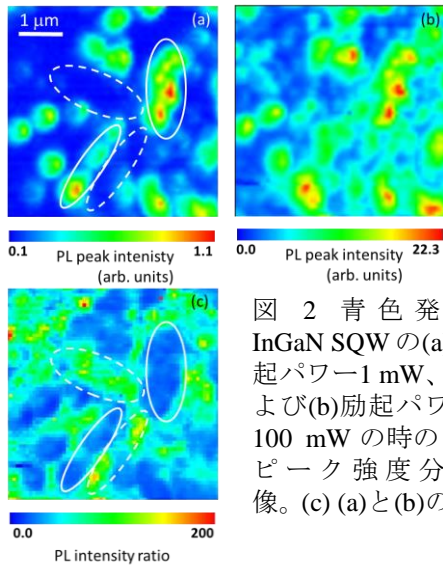 1 μm
(a)
(b)
0.1
1.1
PL peak intenisty
(arb. units)
0.0
22.3
PL peak intensity
(arb. units)
(c)
0.0
200
PL intensity ratio
図 2 青色発
InGaN SQW の(a
起パワー1 mW、
よび(b)励起パワ
100 mW の時の
ピーク強度分
像。(c) (a)と(b)の